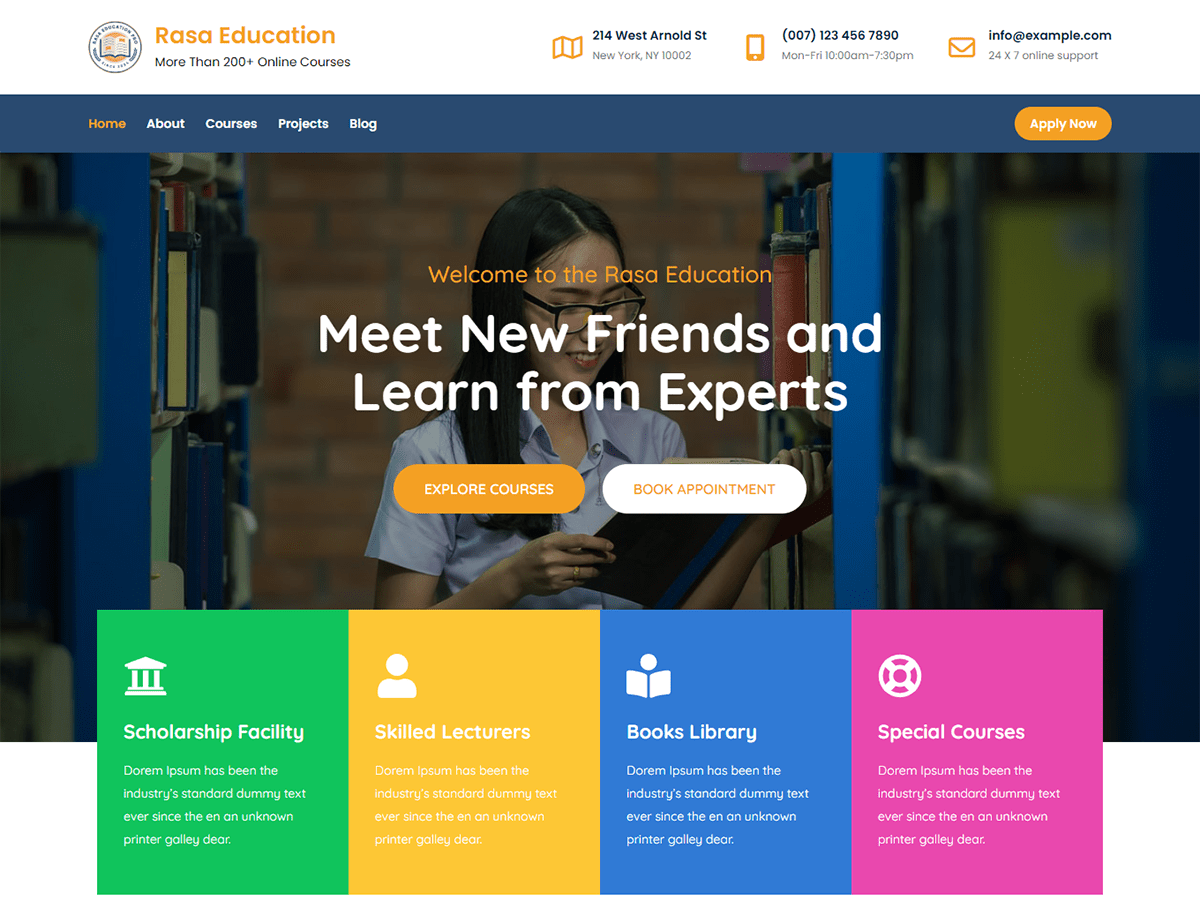 Rasa Education
More Than 200+ Online Courses
214 West Arnold St
New York, NY 10002
(007) 123 456 7890
Mon-Fri 10:00am-7:30pm
info@example.com
24 X 7 online support
Home About Courses Projects Blog
Apply Now
Welcome to the Rasa Education
Meet New Friends and
Learn from Experts
EXPLORE COURSES
BOOK APPOINTMENT
Scholarship Facility
Dorem Ipsum has been the
industry's standard dummy text
ever since the en an unknown
printer galley dear.
Skilled Lecturers
Dorem Ipsum has been the
industry's standard dummy text
ever since the en an unknown
printer galley dear.
Books Library
Dorem Ipsum has been the
industry's standard dummy text
ever since the en an unknown
printer galley dear.
Special Courses
Dorem Ipsum has been the
industry's standard dummy text
ever since the en an unknown
printer galley dear.